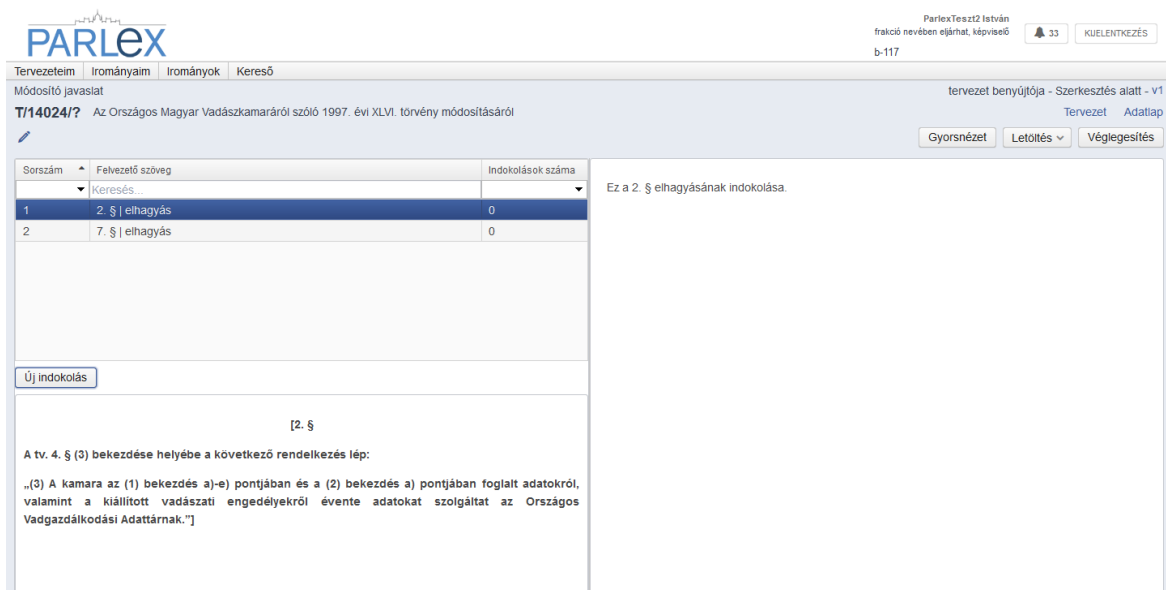 PARLEX
ParlexTeszt2 István
frakció nevében eljárhat, képviselő
b-117
33
KIJELENTKEZÉS
Tervezeteim Irományaim Irományok Kereső
Módosító javaslat
tervezet benyújtója - Szerkesztés alatt - v1
T/14024/? Az Országos Magyar Vadászkamaráról szóló 1997. évi XLVI. törvény módosításáról
Tervezet Adatlap
Gyorsnézet Letöltés Véglegesítés
Sorszám Felvezető szöveg Indokolások száma
Keresés...
1 2. § | elhagyás 0
2 7. § | elhagyás 0
Ez a 2. § elhagyásának indokolása.
Új indokolás
[2. §
A tv. 4. § (3) bekezdése helyébe a következő rendelkezés lép:
„(3) A kamara az (1) bekezdés a)-e) pontjában és a (2) bekezdés a) pontjában foglalt adatokról,
valamint a kiállított vadászati engedélyekről évente adatokat szolgáltat az Országos
Vadgazdálkodási Adattárnak.”]